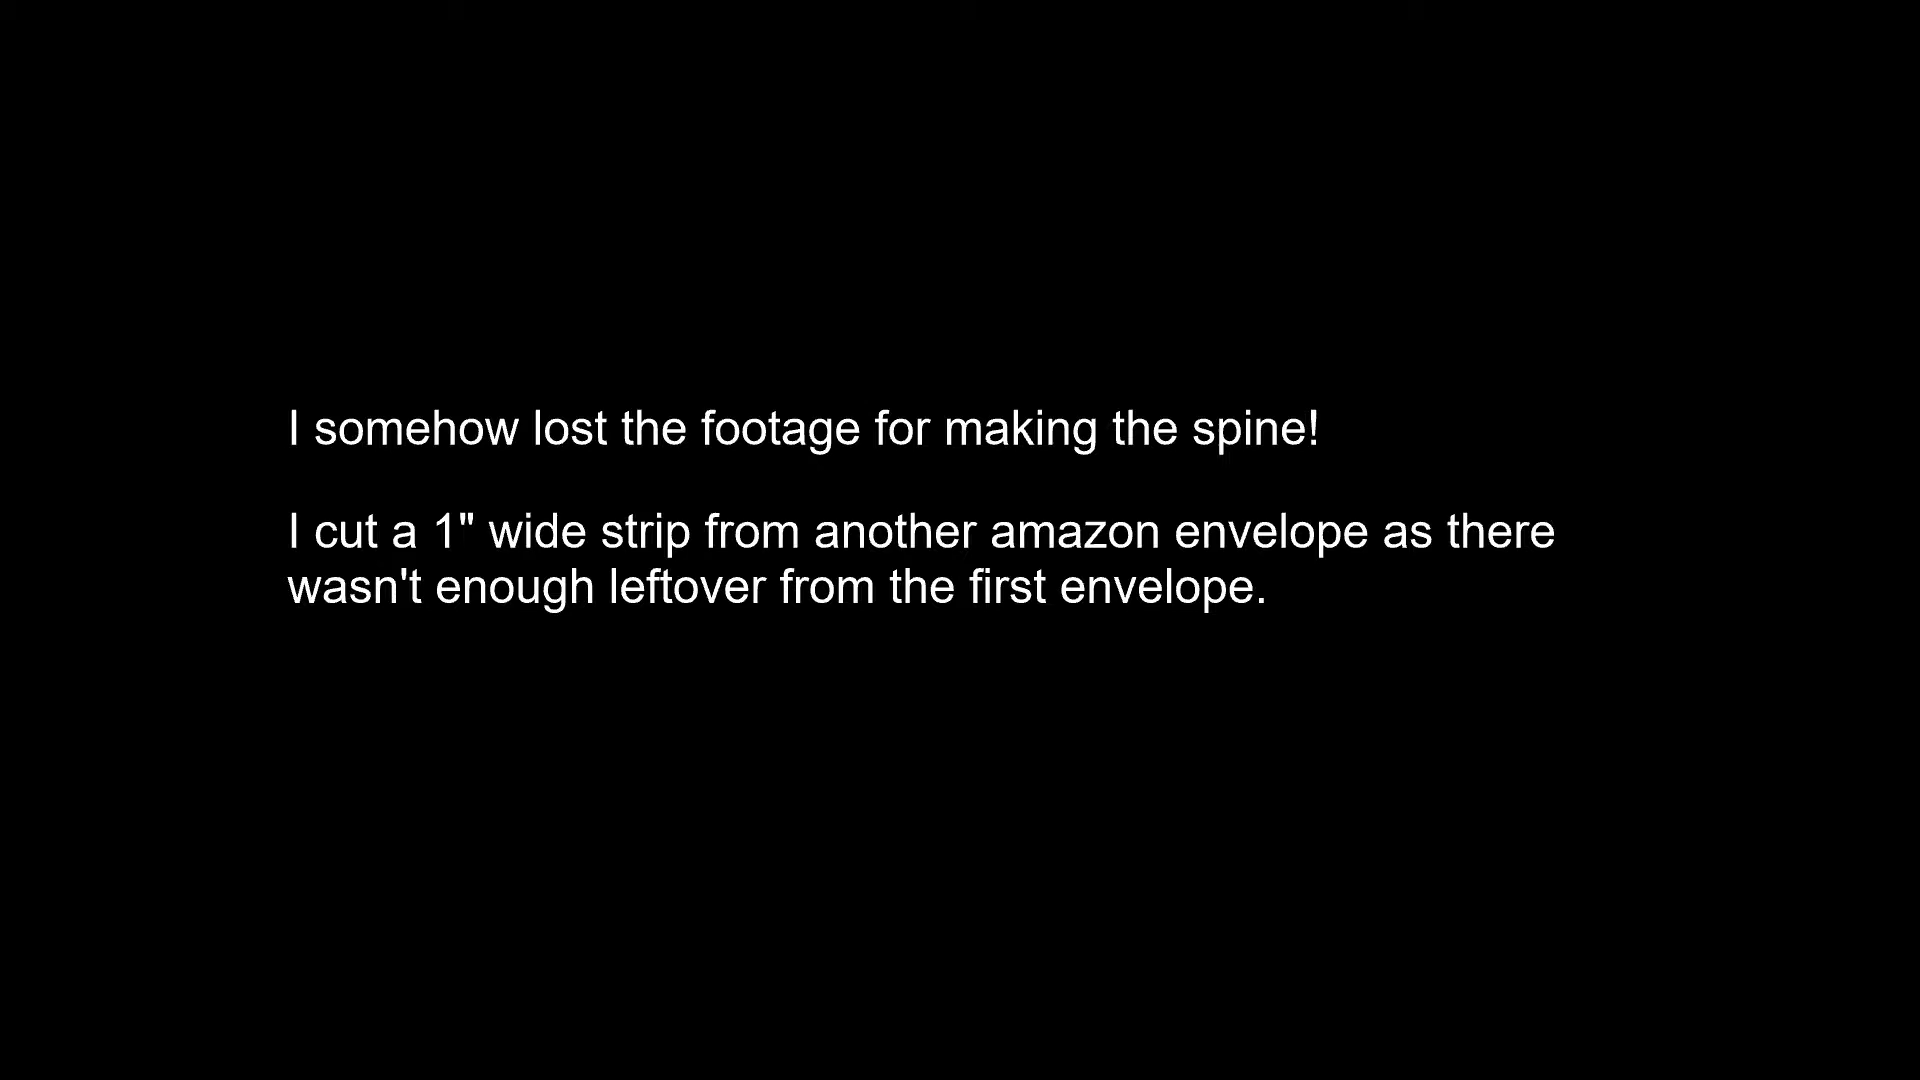 I somehow lost the footage for making the spine!
I cut a 1" wide strip from another amazon envelope as there
wasn't enough leftover from the first envelope.